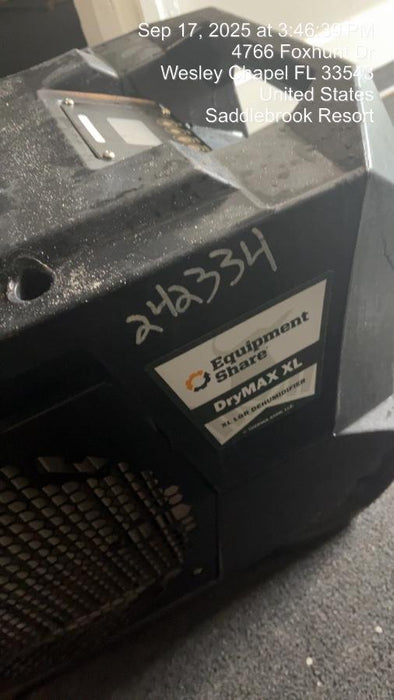 Sep 17, 2025 at 3:46:39 PM
4766 Foxhunt Dr
Wesley Chapel FL 33543
United States
Saddlebrook Resort
242334
Equipment
Share
DryMAX XL
XL LGR DEHUMIDIFIER